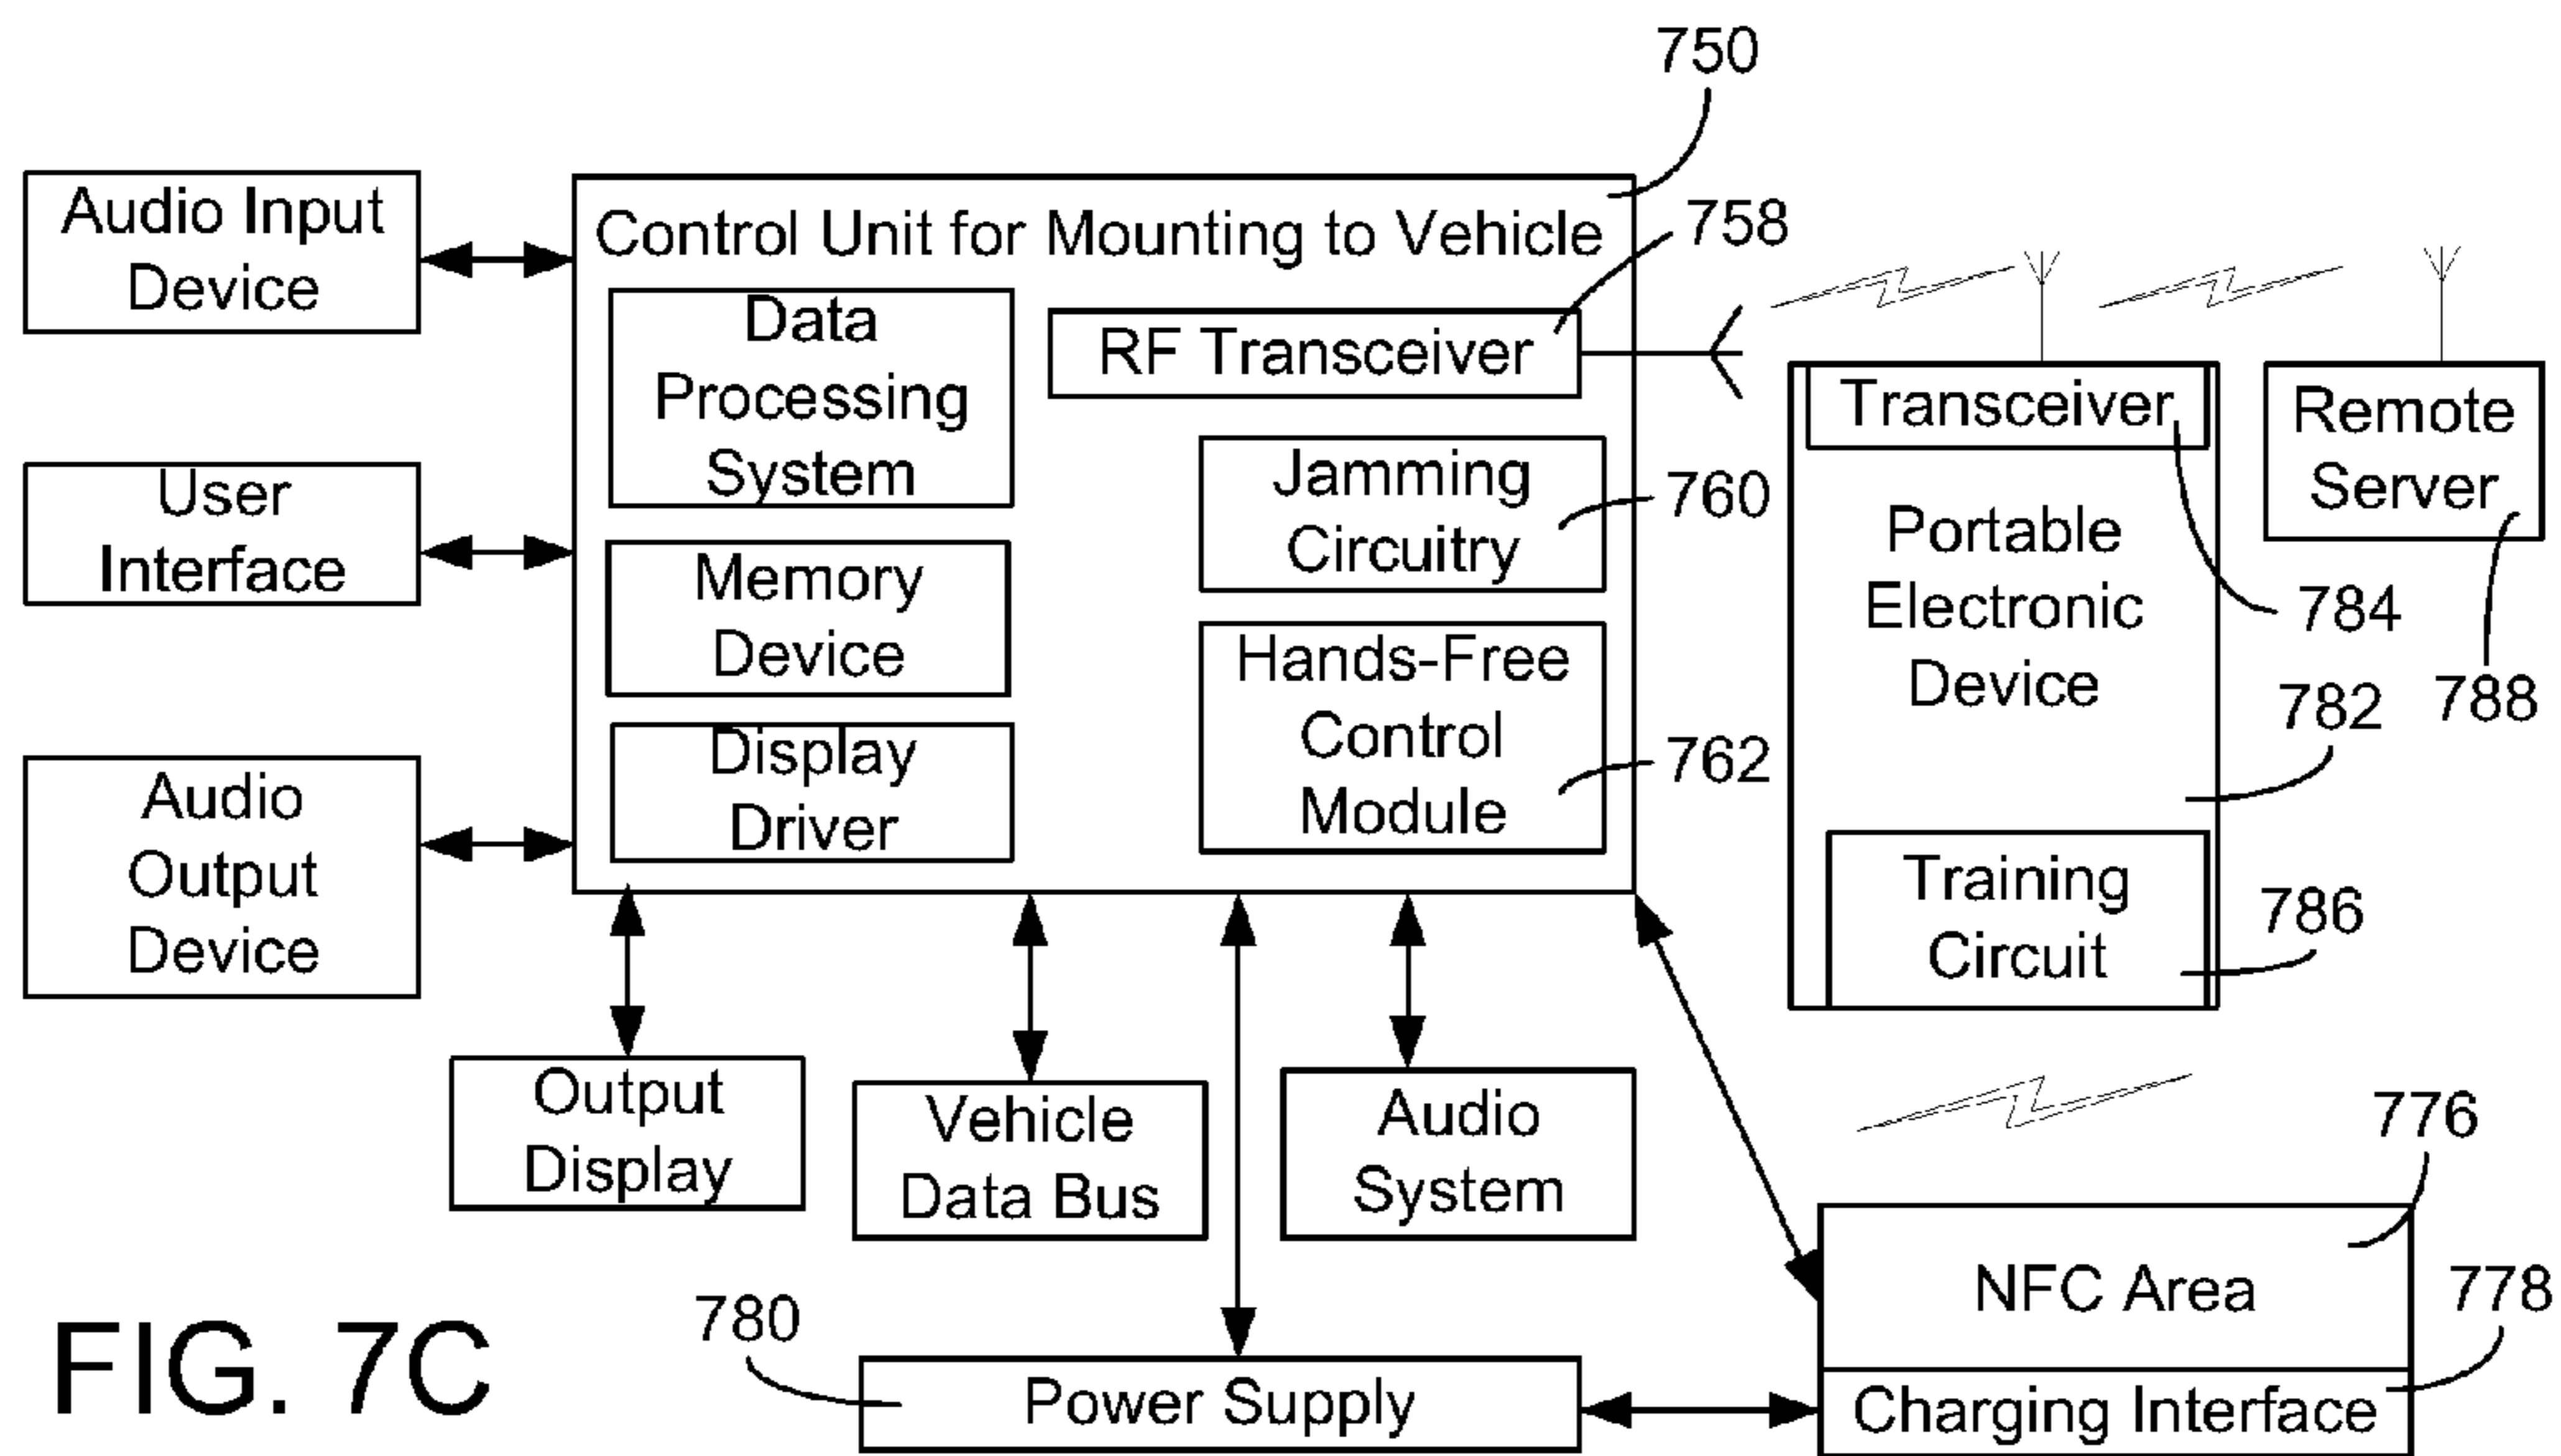 750
Audio Input
Device
Control Unit for Mounting to Vehicle
758
Data
Processing
System
RF Transceiver
Transceiver
Remote
Server
User
Interface
Jamming
Circuitry
760
Portable
Electronic
Device
784
788
782
Memory
Device
Hands-Free
Control
Module
762
Display
Driver
Audio
Output
Device
Training
Circuit
786
Output
Display
Vehicle
Data Bus
Audio
System
776
NFC Area
778
780
Power Supply
Charging Interface
FIG. 7C